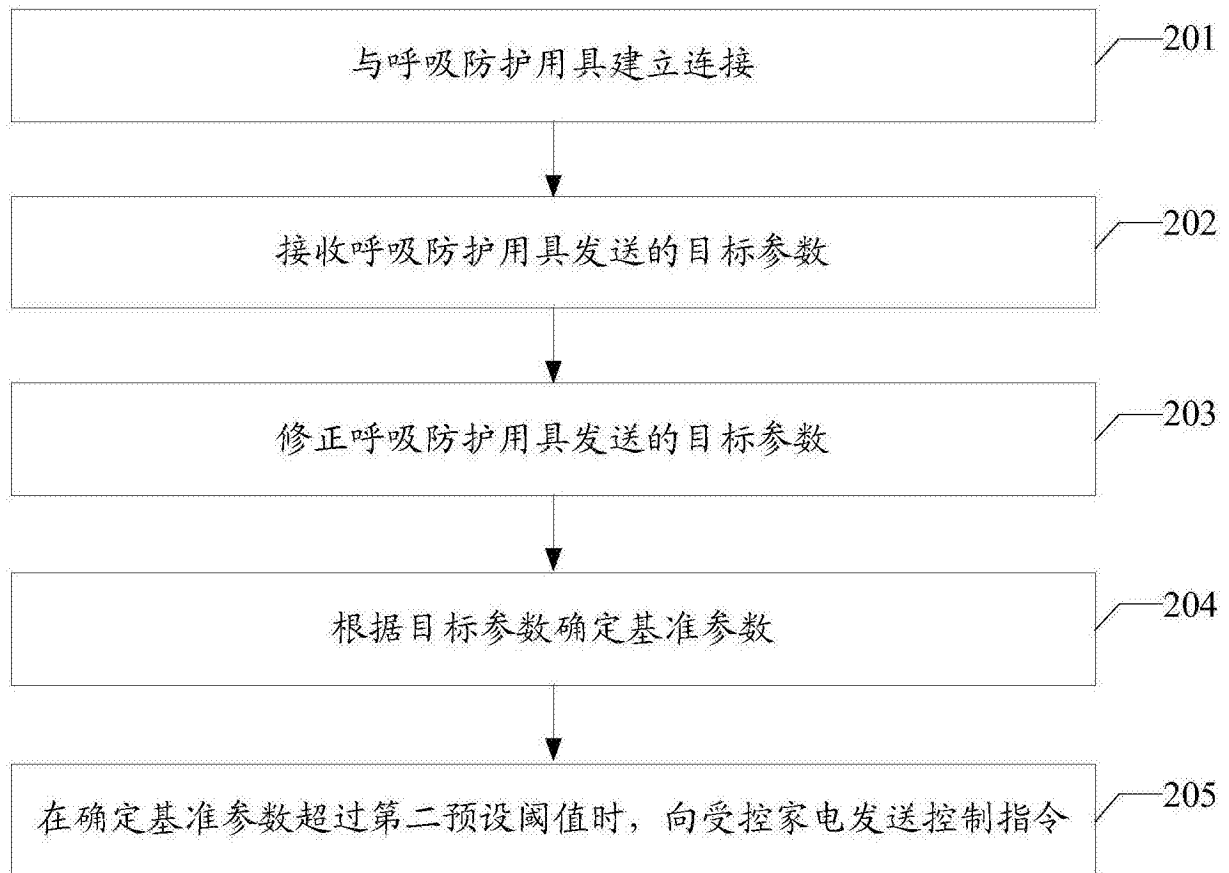 与呼吸防护用具建立连接
201
接收呼吸防护用具发送的目标参数
202
修正呼吸防护用具发送的目标参数
203
根据目标参数确定基准参数
204
在确定基准参数超过第二预设阈值时，向受控家电发送控制指令
205